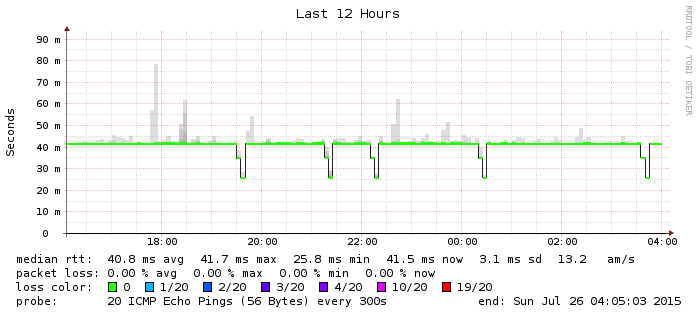 Last 12 Hours
RRDTOOL / TOBI OETIKER
Seconds
90 m
80 m
70 m
60 m
50 m
40 m
30 m
20 m
10 m
0
18:00 20:00 22:00 00:00 02:00 04:00
median rtt: 40.8 ms avg 41.7 ms max 25.8 ms min 41.5 ms now 3.1 ms sd 13.2 am/s
packet loss: 0.00 % avg 0.00 % max 0.00 % min 0.00 % now
loss color: 0 1/20 2/20 3/20 4/20 10/20 19/20
probe: 20 ICMP Echo Pings (56 Bytes) every 300s end: Sun Jul 26 04:05:03 2015